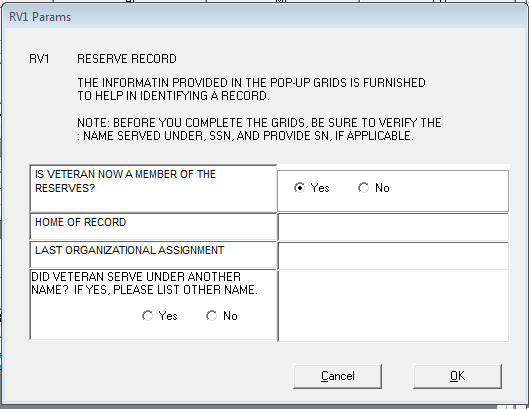 RV1 Params
RV1 RESERVE RECORD
THE INFORMATIN PROVIDED IN THE POP-UP GRIDS IS FURNISHED
TO HELP IN IDENTIFYING A RECORD.
NOTE: BEFORE YOU COMPLETE THE GRIDS, BE SURE TO VERIFY THE
: NAME SERVED UNDER, SSN, AND PROVIDE SN, IF APPLICABLE.
IS VETERAN NOW A MEMBER OF THE
RESERVES?
Yes No
HOME OF RECORD
LAST ORGANIZATIONAL ASSIGNMENT
DID VETERAN SERVE UNDER ANOTHER
NAME? IF YES, PLEASE LIST OTHER NAME.
Yes No
Cancel OK